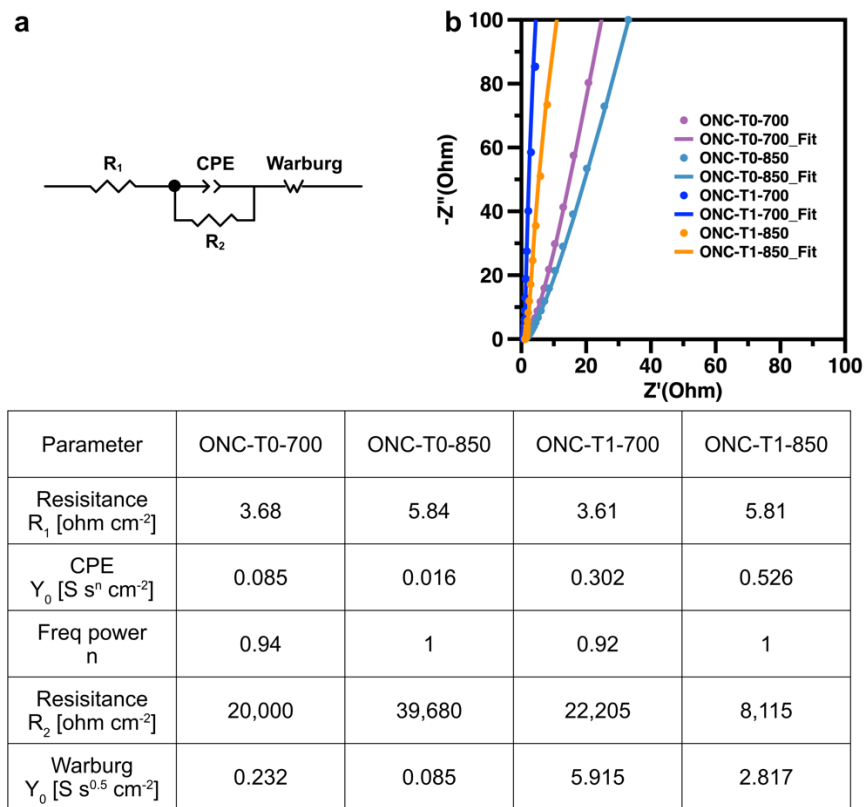 a
R₁
CPE
Warburg
R₂
b
100
80
60
40
20
0
-Z"(Ohm)
ONC-T0-700
ONC-T0-700_Fit
ONC-T0-850
ONC-T0-850_Fit
ONC-T1-700
ONC-T1-700_Fit
ONC-T1-850
ONC-T1-850_Fit
0 20 40 60 80 100
Z'(Ohm)
Parameter ONC-T0-700 ONC-T0-850 ONC-T1-700 ONC-T1-850
Resisitance
R₁ [ohm cm⁻²] 3.68 5.84 3.61 5.81
CPE
Y₀ [S sⁿ cm⁻²] 0.085 0.016 0.302 0.526
Freq power
n 0.94 1 0.92 1
Resisitance
R₂ [ohm cm⁻²] 20,000 39,680 22,205 8,115
Warburg
Y₀ [S s⁰·⁵ cm⁻²] 0.232 0.085 5.915 2.817